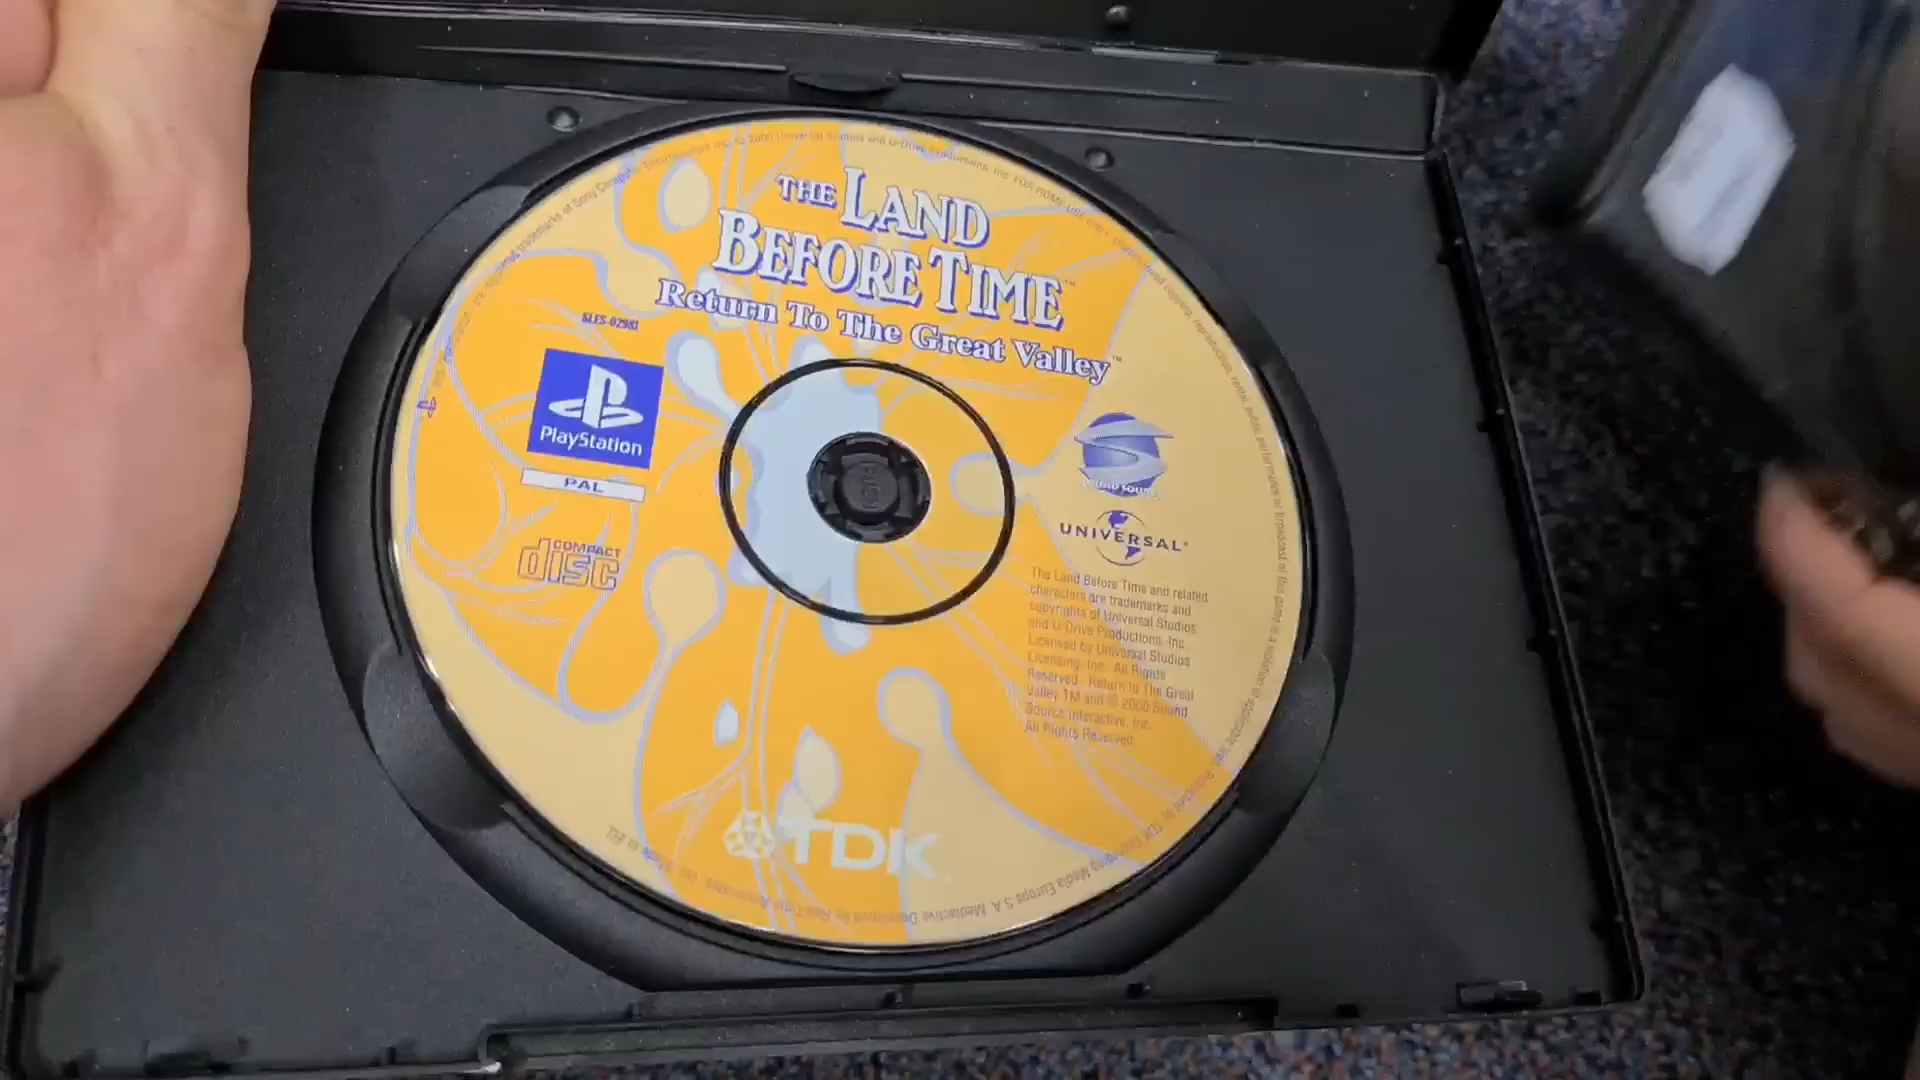 THE LAND
BEFORE TIME™
Return To The Great Valley™
SLES-02981
PlayStation
PAL
COMPACT
disc
UNIVERSAL
The Land Before Time and related
characters are trademarks and
copyrights of Universal Studios
and U-Drive Productions, Inc.
Licensed by Universal Studios
Licensing, Inc. All Rights
Reserved. Return to The Great
Valley TM and © 2000 Sound
Source Interactive, Inc.
All Rights Reserved.
TDK